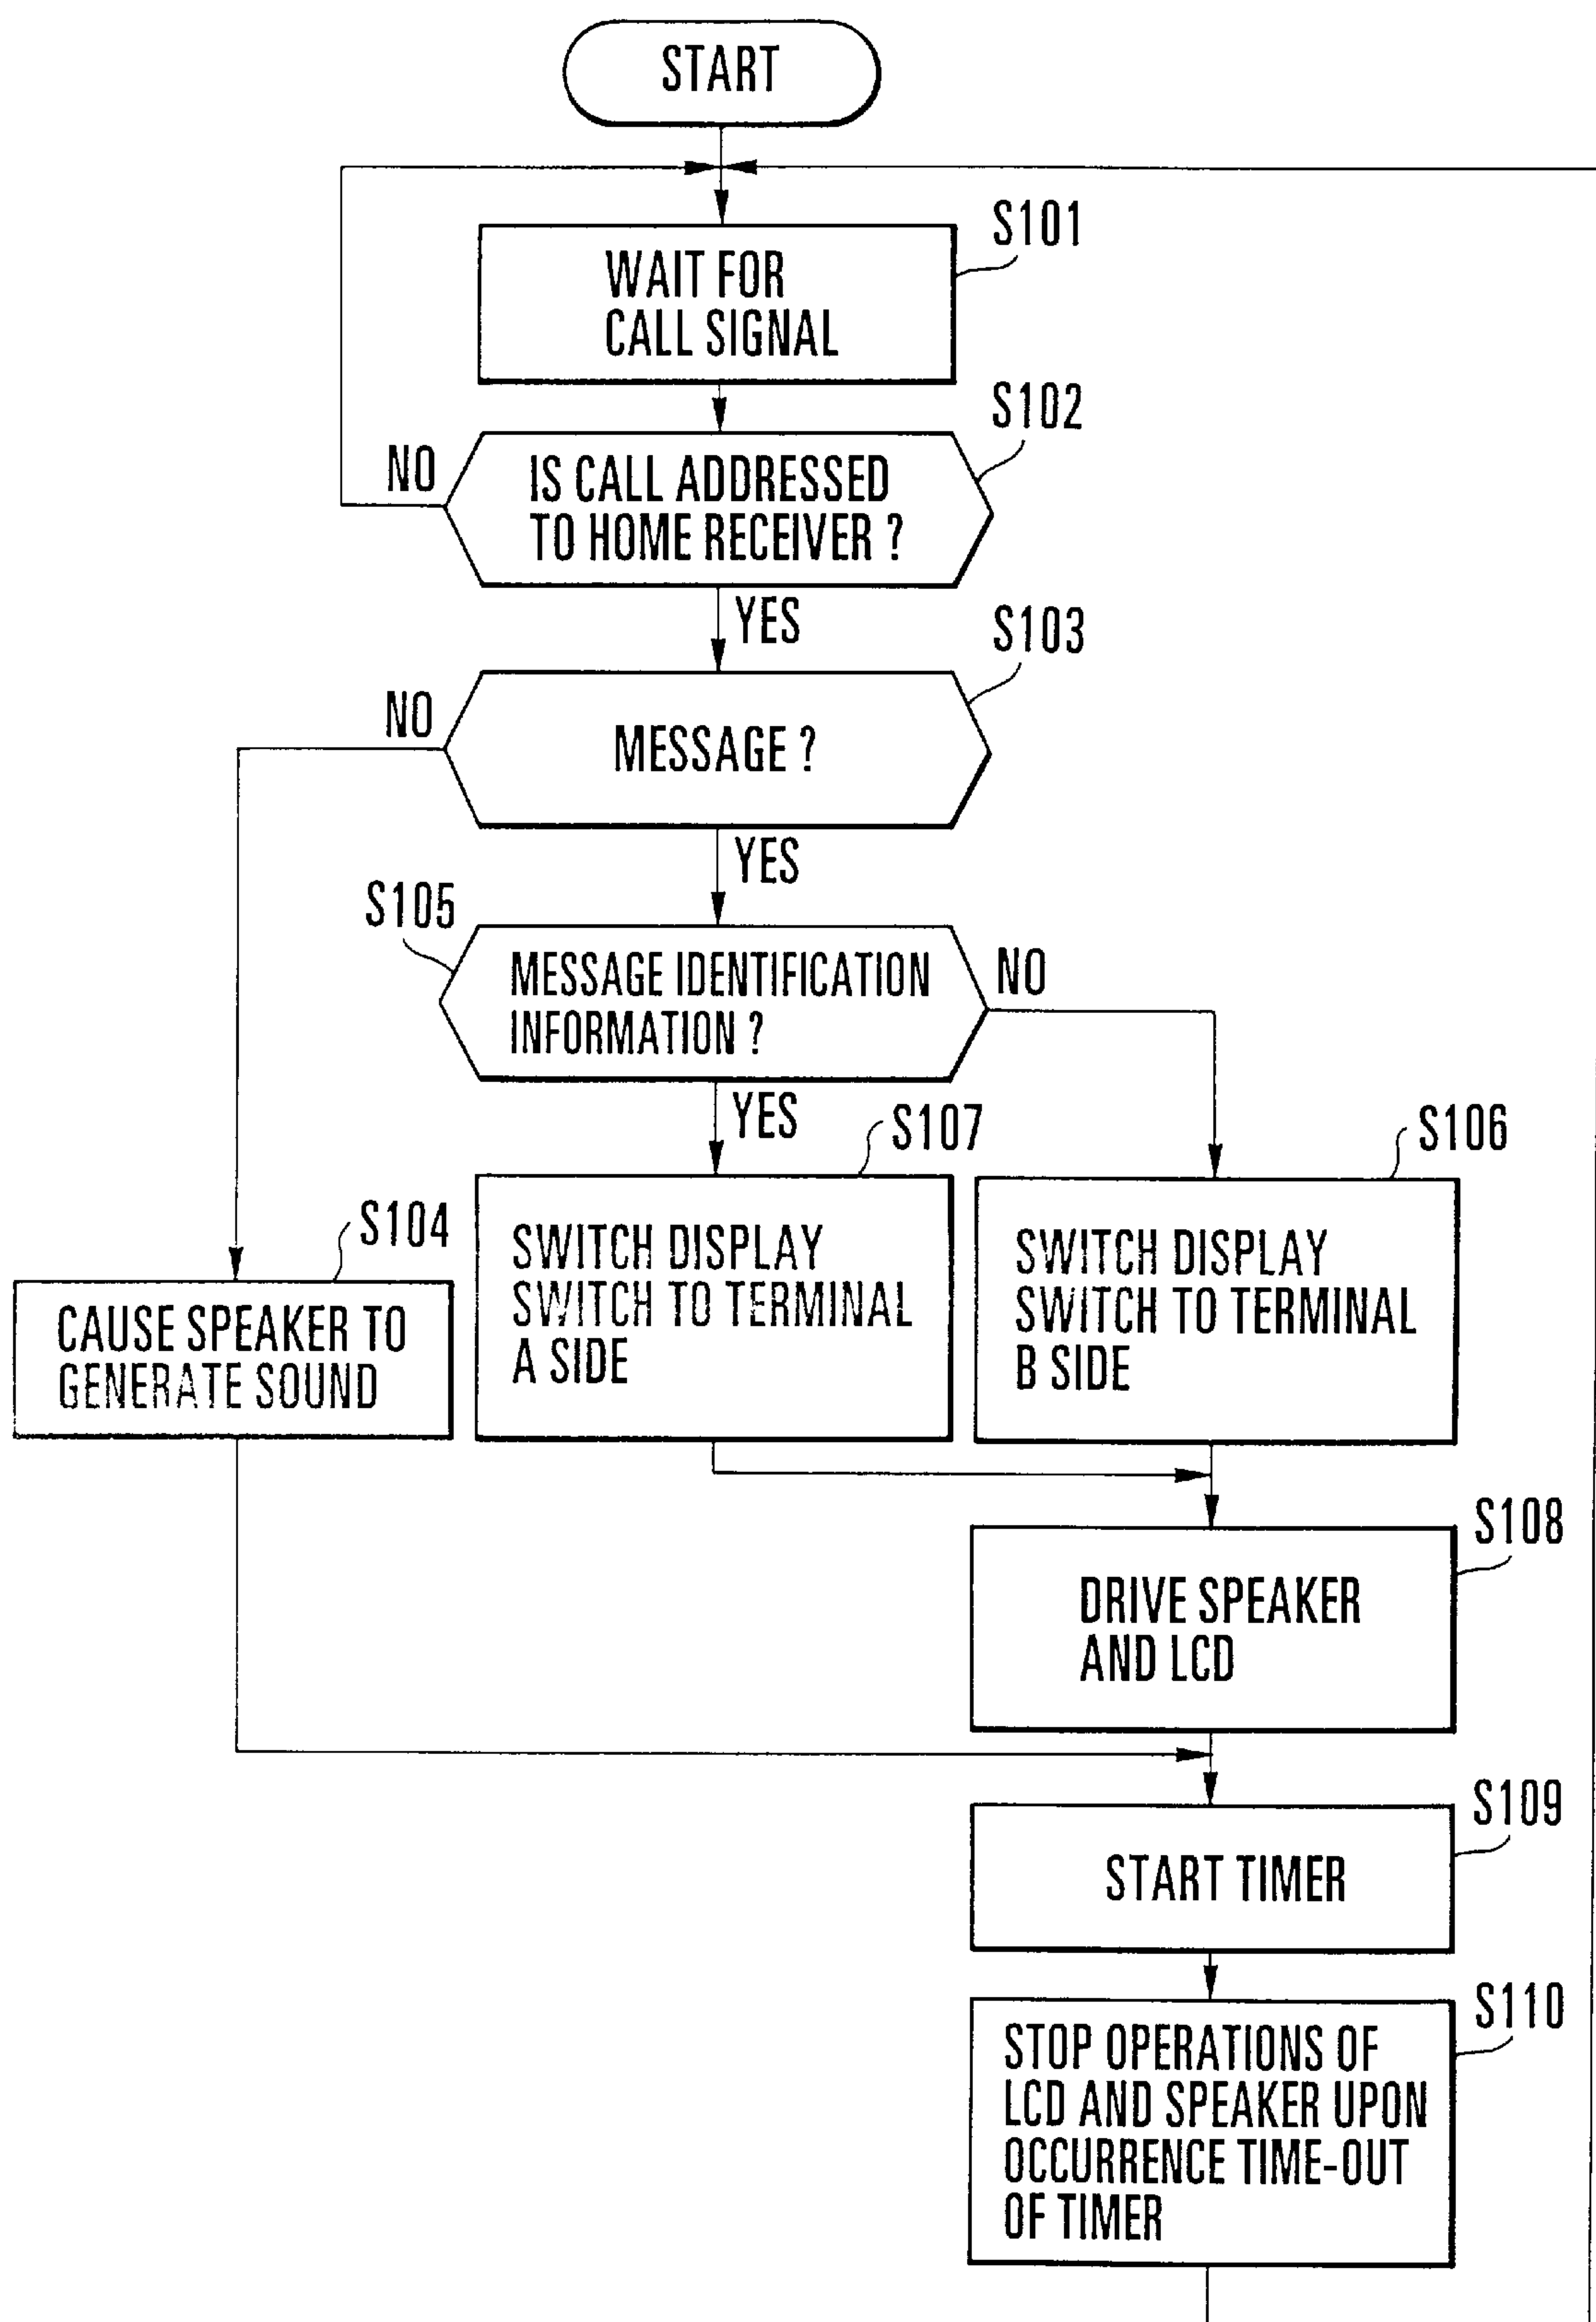 START
S101
WAIT FOR
CALL SIGNAL
S102
NO
IS CALL ADDRESSED
TO HOME RECEIVER ?
YES
S103
NO
MESSAGE ?
YES
S105
MESSAGE IDENTIFICATION
INFORMATION ?
NO
YES
S107
S106
S104
SWITCH DISPLAY
SWITCH TO TERMINAL
A SIDE
SWITCH DISPLAY
SWITCH TO TERMINAL
B SIDE
CAUSE SPEAKER TO
GENERATE SOUND
S108
DRIVE SPEAKER
AND LCD
S109
START TIMER
S110
STOP OPERATIONS OF
LCD AND SPEAKER UPON
OCCURRENCE TIME-OUT
OF TIMER